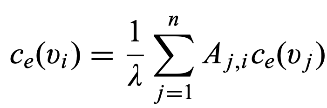 c_e(v_i) = \frac{1}{\lambda} \sum_{j=1}^{n} A_{j,i} c_e(v_j)